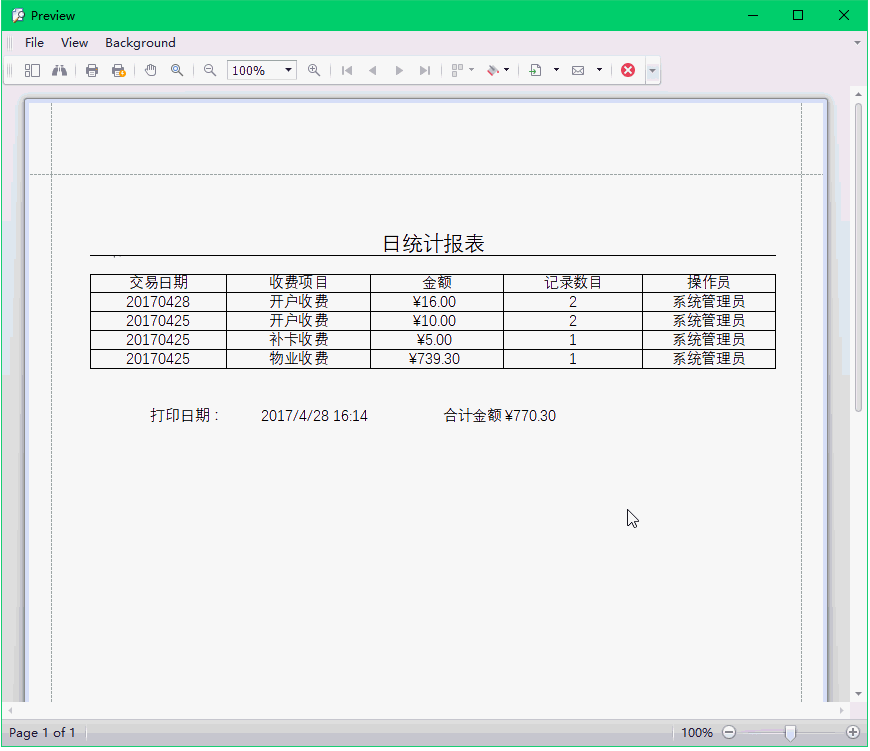 Preview
File View Background
100%
日统计报表
交易日期 收费项目 金额 记录数目 操作员
20170428 开户收费 ¥16.00 2 系统管理员
20170425 开户收费 ¥10.00 2 系统管理员
20170425 补卡收费 ¥5.00 1 系统管理员
20170425 物业收费 ¥739.30 1 系统管理员
打印日期： 2017/4/28 16:14 合计金额 ¥770.30
Page 1 of 1 100%